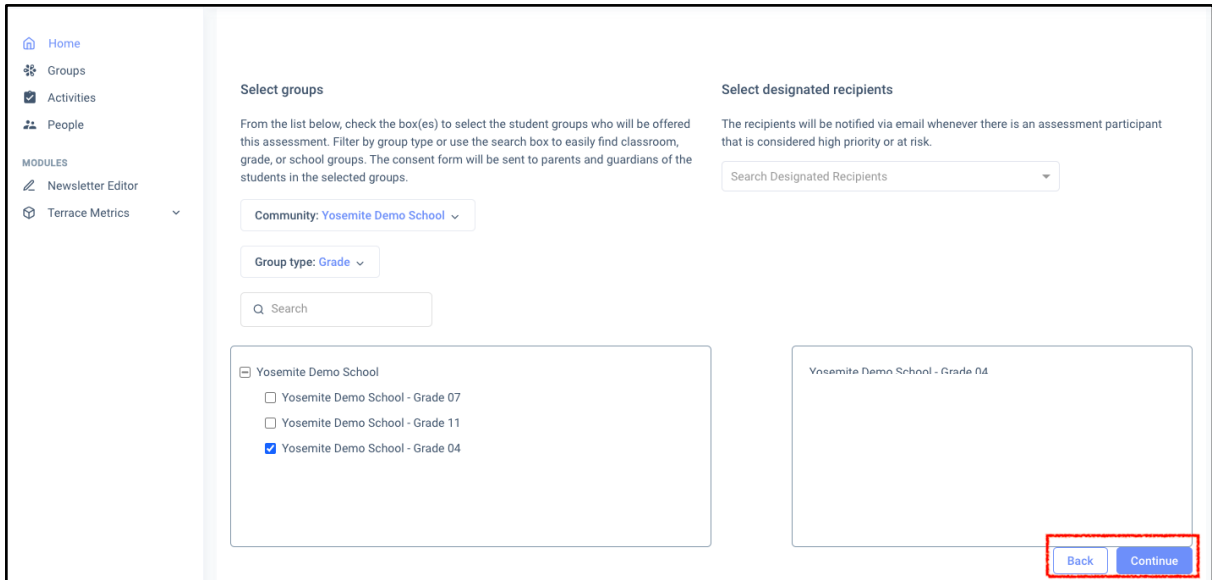 Home
Groups
Activities
People
MODULES
Newsletter Editor
Terrace Metrics
Select groups
From the list below, check the box(es) to select the student groups who will be offered
this assessment. Filter by group type or use the search box to easily find classroom,
grade, or school groups. The consent form will be sent to parents and guardians of the
students in the selected groups.
Community: Yosemite Demo School
Group type: Grade
Search
Yosemite Demo School
Yosemite Demo School - Grade 07
Yosemite Demo School - Grade 11
Yosemite Demo School - Grade 04
Select designated recipients
The recipients will be notified via email whenever there is an assessment participant
that is considered high priority or at risk.
Search Designated Recipients
Yosemite Demo School - Grade 04
Back
Continue